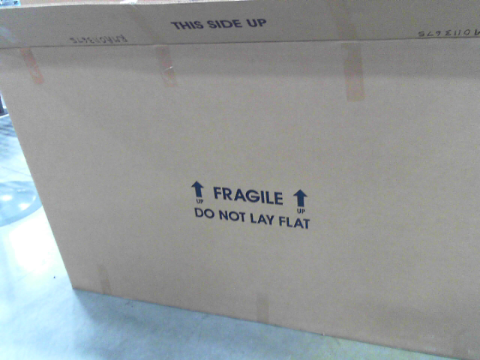 THIS SIDE UP
FRAGILE
UP UP
DO NOT LAY FLAT